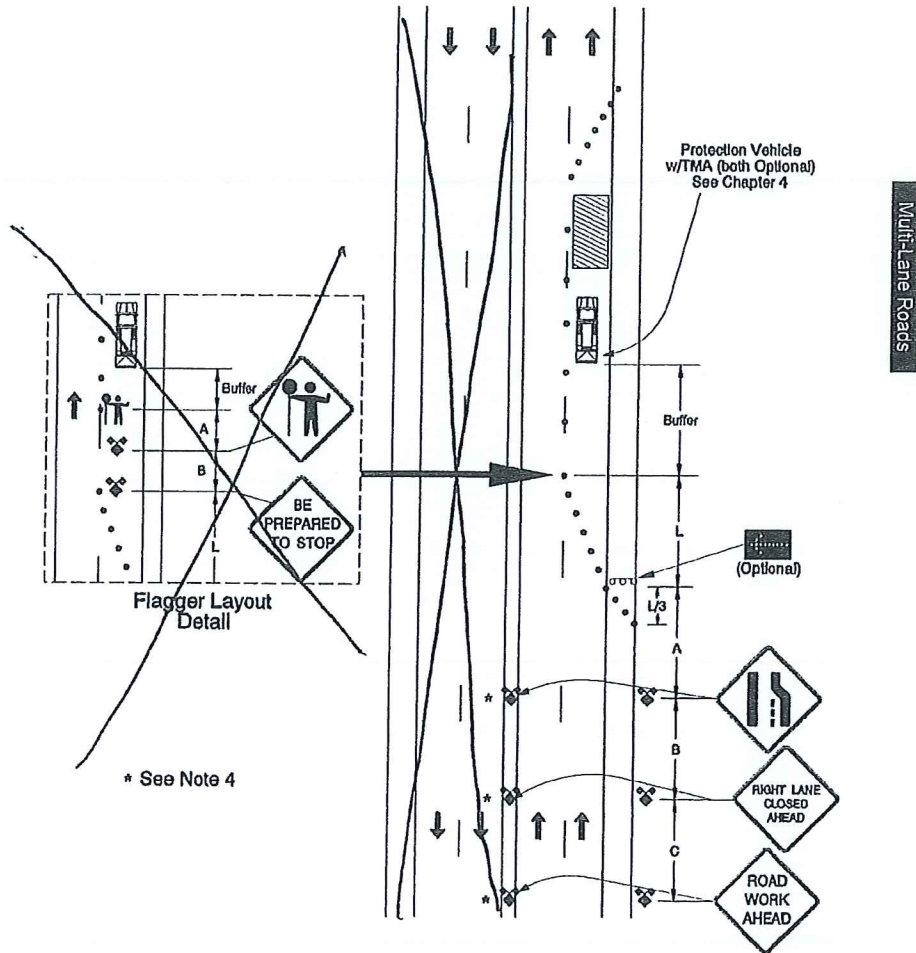 Multi-Lane Roads
Protection Vehicle
w/TMA (both Optional)
See Chapter 4
Buffer
A
B
L
BE
PREPARED
TO STOP
Flagger Layout
Detail
* See Note 4
Buffer
L
(Optional)
L/3
A
*
B
*
RIGHT LANE
CLOSED
AHEAD
C
*
ROAD
WORK
AHEAD